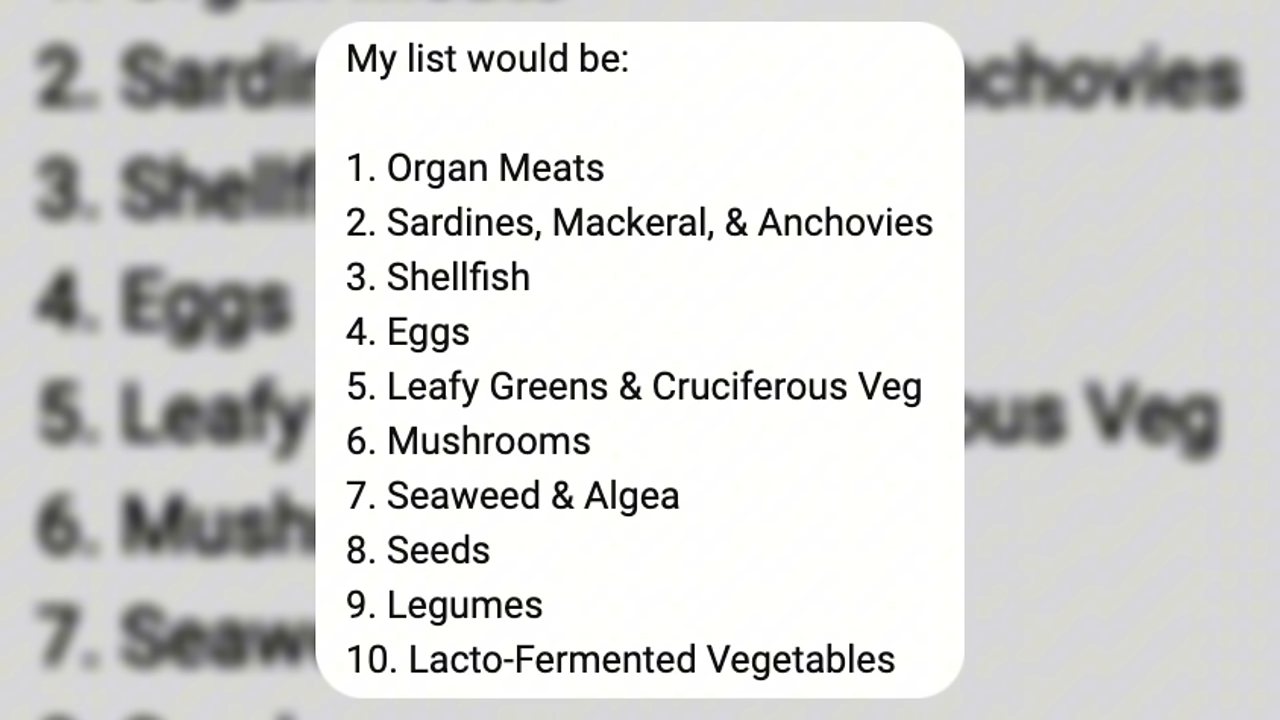 My list would be:
1. Organ Meats
2. Sardines, Mackeral, & Anchovies
3. Shellfish
4. Eggs
5. Leafy Greens & Cruciferous Veg
6. Mushrooms
7. Seaweed & Algea
8. Seeds
9. Legumes
10. Lacto-Fermented Vegetables